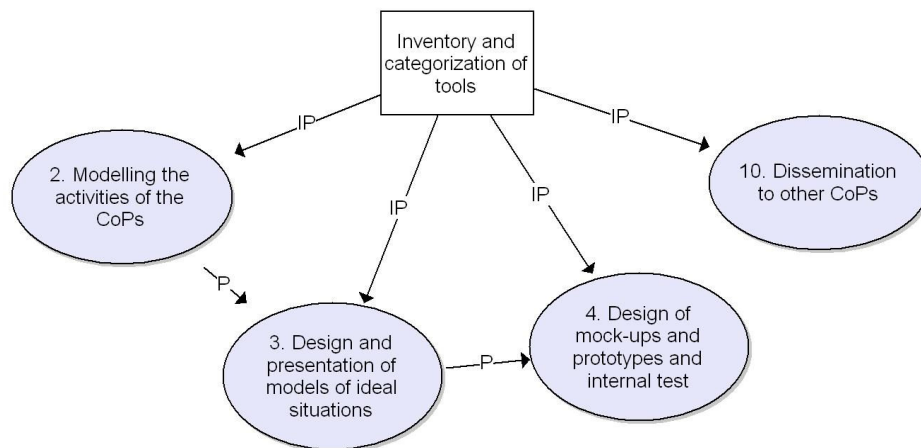 Inventory and
categorization of
tools
IP
IP
2. Modelling the
activities of the
CoPs
10. Dissemination
to other CoPs
IP
IP
P
3. Design and
presentation of
models of ideal
situations
P
4. Design of
mock-ups and
prototypes and
internal test